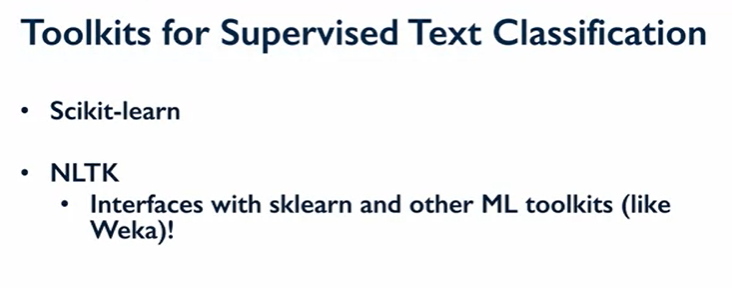 Toolkits for Supervised Text Classification
• Scikit-learn
• NLTK
• Interfaces with sklearn and other ML toolkits (like
Weka)!